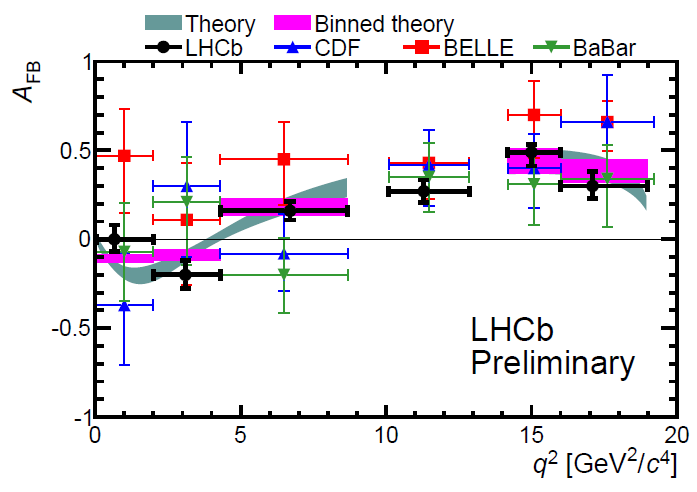 Theory Binned theory
LHCb CDF BELLE BaBar
A_FB
1
0.5
0
-0.5
-1
LHCb
Preliminary
0 5 10 15 20
q² [GeV²/c⁴]